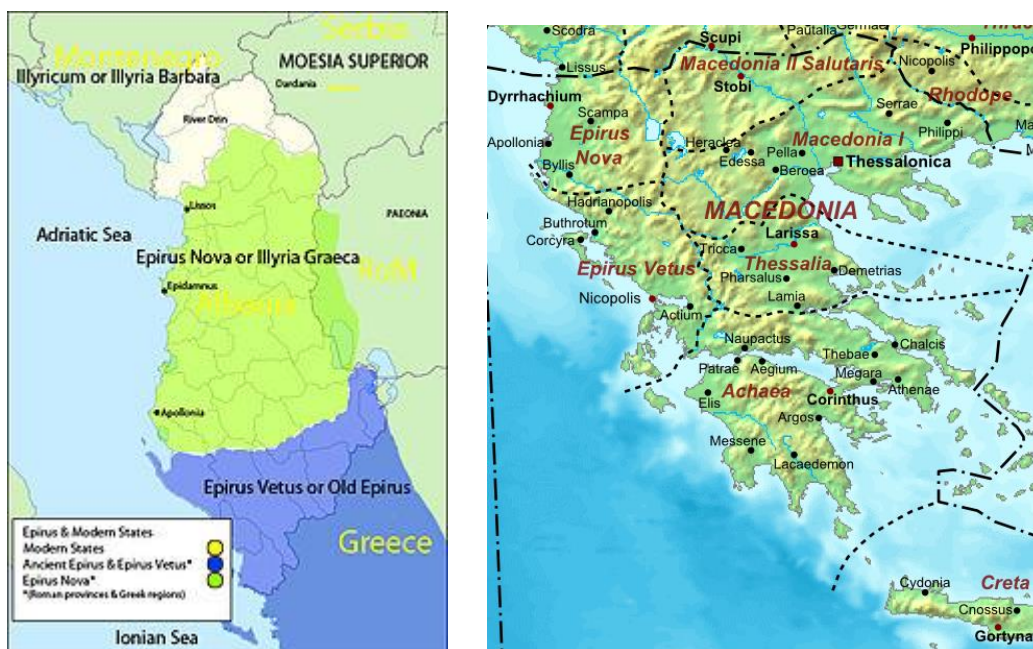 Montenegro
Serbia
Illyricum or Illyria Barbara
MOESIA SUPERIOR
Dardania
River Drin
Lissos
PAEONIA
Adriatic Sea
Epirus Nova or Illyria Graeca
RoM
Epidamnus
Albania
Apollonia
Epirus Vetus or Old Epirus
Greece
Epirus & Modern States
Modern States
Ancient Epirus & Epirus Vetus*
Epirus Nova*
*(Roman provinces & Greek regions)
Ionian Sea
Scodra
Scupi
Pautalia
Philippopo
Lissus
Macedonia II Salutaris
Nicopolis
Stobi
Rhodope
Dyrrhachium
Scampa
Serrae
Epirus
Nova
Macedonia I
Philippi
Apollonia
Heraclea
Pella
Edessa
Thessalonica
Byllis
Beroea
Hadrianopolis
MACEDONIA
Buthrotum
Larissa
Corcyra
Tricca
Epirus Vetus
Thessalia
Demetrias
Pharsalus
Nicopolis
Lamia
Actium
Naupactus
Chalcis
Thebae
Patrae
Aegium
Megara
Athenae
Achaea
Elis
Corinthus
Argos
Messene
Lacaedemon
Cydonia
Creta
Cnossus
Gortyna